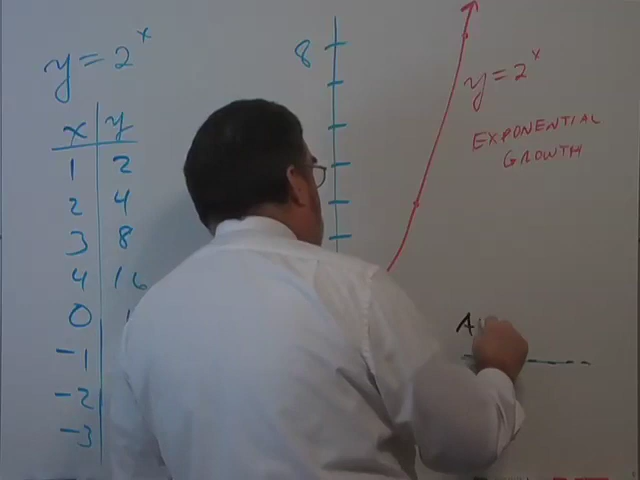 y = 2^x
x y
1 2
2 4
3 8
4 16
0
-1
-2
-3
8
y = 2^x
EXPONENTIAL
GROWTH
A